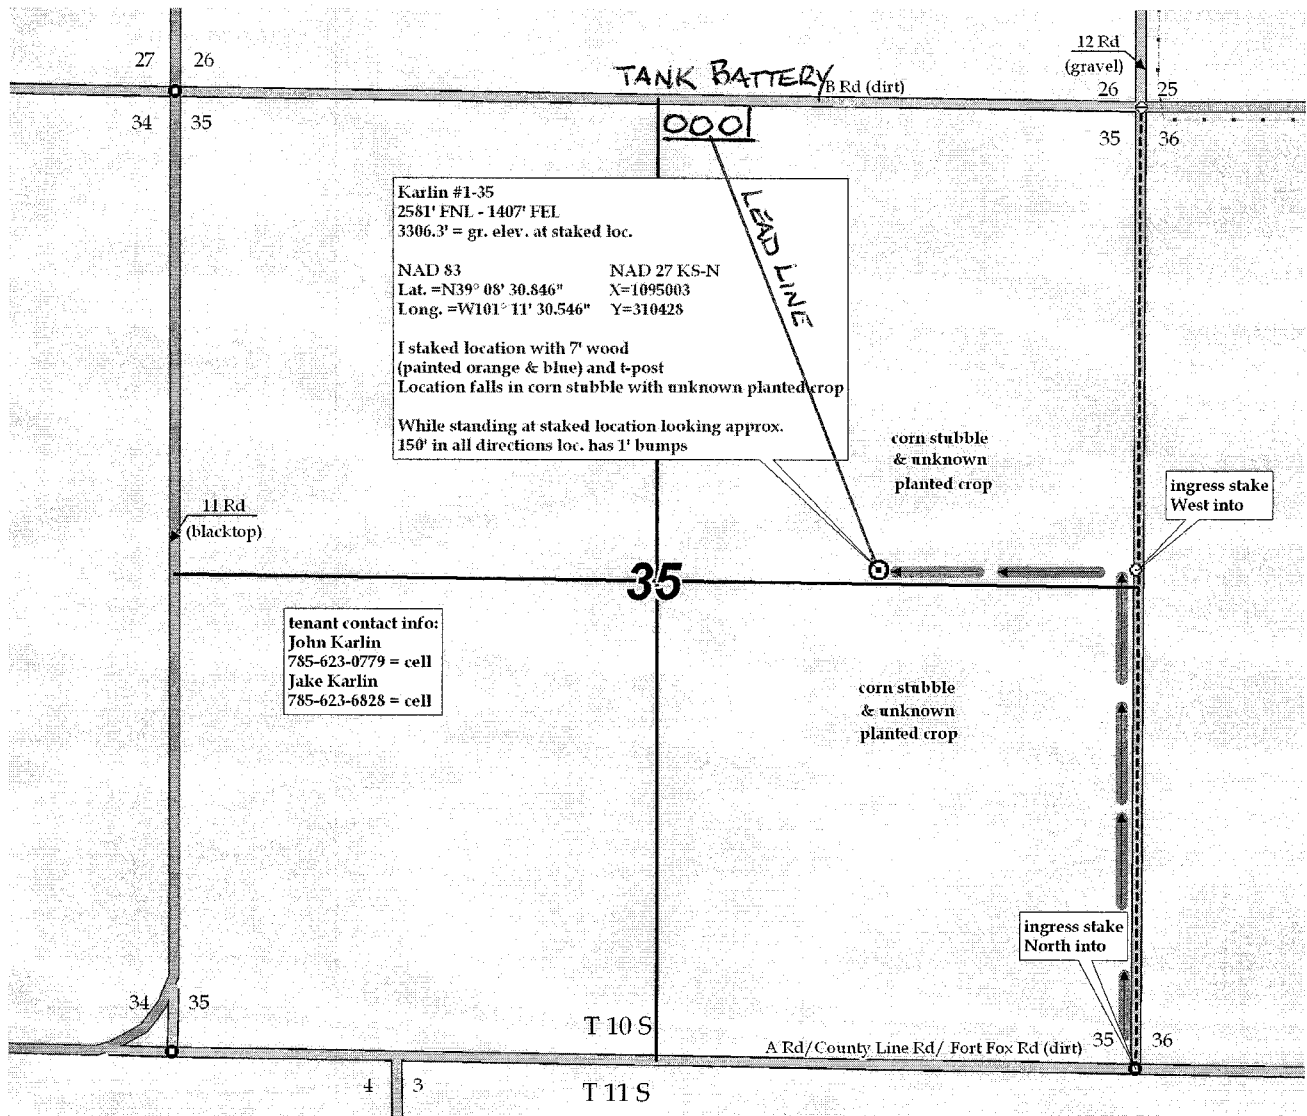 12 Rd
(gravel)
27 26
TANK BATTERY
B Rd (dirt)
26 25
34 35
000
35 36
Karlin #1-35
2581' FNL - 1407' FEL
3306.3' = gr. elev. at staked loc.
NAD 83 NAD 27 KS-N
Lat. =N39° 08' 30.846" X=1095003
Long. =W101° 11' 30.546" Y=310428
I staked location with 7' wood
(painted orange & blue) and t-post
Location falls in corn stubble with unknown planted crop
While standing at staked location looking approx.
150' in all directions loc. has 1' bumps
LEAD LINE
corn stubble
& unknown
planted crop
ingress stake
West into
11 Rd
(blacktop)
35
tenant contact info:
John Karlin
785-623-0779 = cell
Jake Karlin
785-623-6828 = cell
corn stubble
& unknown
planted crop
ingress stake
North into
34 35
T 10 S
A Rd/County Line Rd/ Fort Fox Rd (dirt)
35 36
4 3
T 11 S